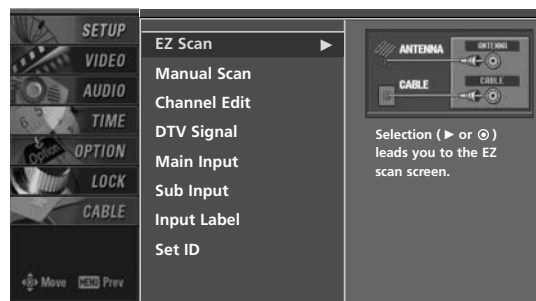 SETUP
VIDEO
AUDIO
TIME
OPTION
LOCK
CABLE
Move MENU Prev
EZ Scan ►
Manual Scan
Channel Edit
DTV Signal
Main Input
Sub Input
Input Label
Set ID
ANTENNA
ANTENNA
CABLE
CABLE
Selection ( ► or ◉ )
leads you to the EZ
scan screen.